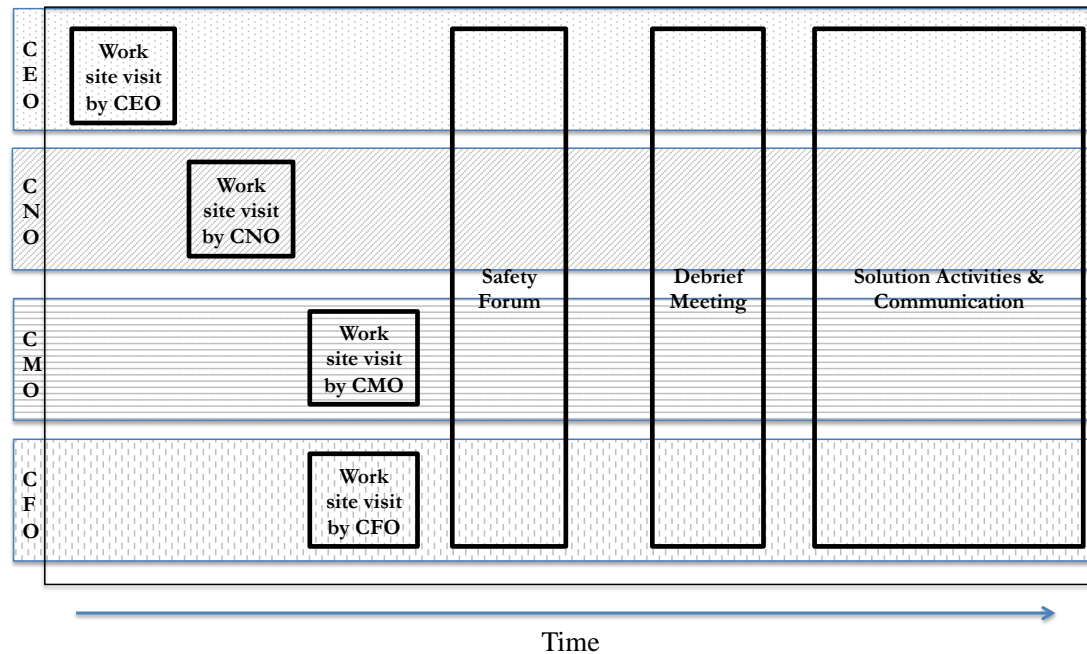 C
E
O
Work
site visit
by CEO
C
N
O
Work
site visit
by CNO
Safety
Forum
Debrief
Meeting
Solution Activities &
Communication
C
M
O
Work
site visit
by CMO
C
F
O
Work
site visit
by CFO
Time